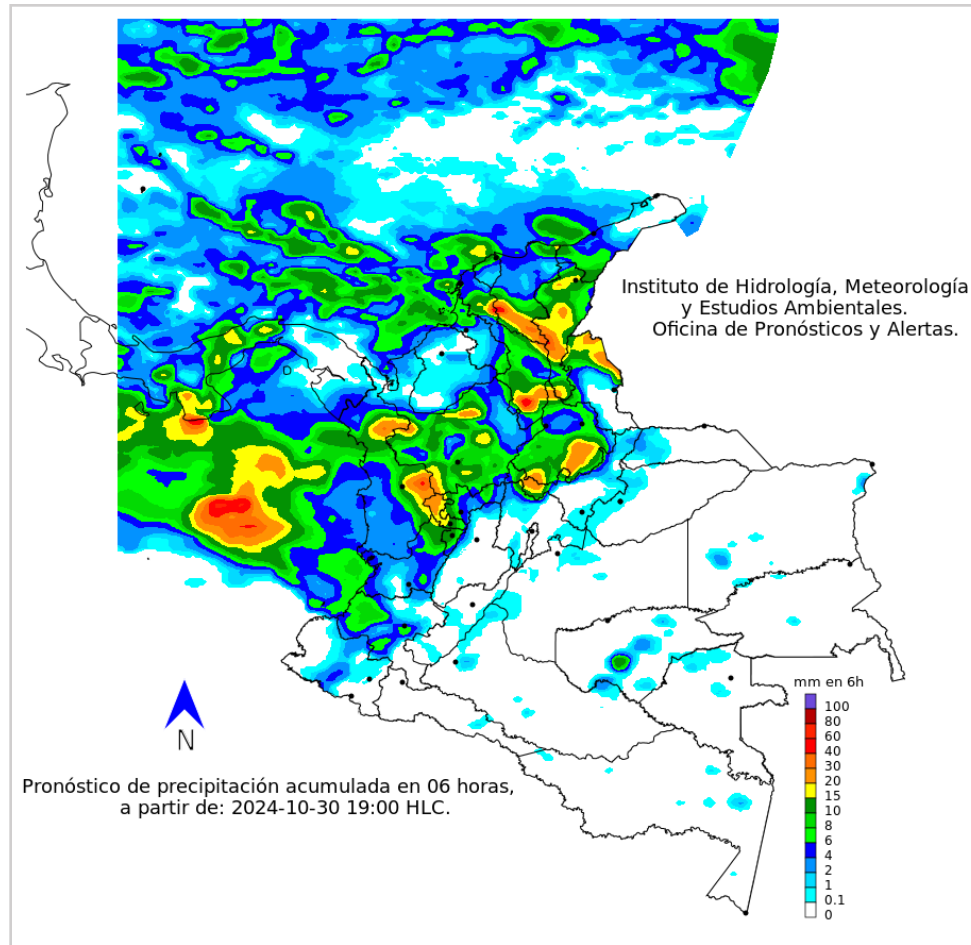 Instituto de Hidrología, Meteorología
y Estudios Ambientales.
Oficina de Pronósticos y Alertas.
mm en 6h
100
80
60
40
30
20
15
10
8
6
4
2
1
0.1
0
N
Pronóstico de precipitación acumulada en 06 horas,
a partir de: 2024-10-30 19:00 HLC.